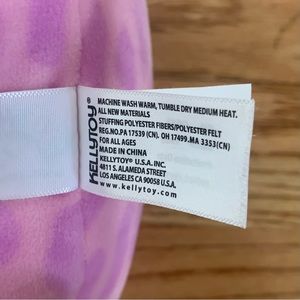 KELLYTOY®
MACHINE WASH WARM, TUMBLE DRY MEDIUM HEAT.
ALL NEW MATERIALS
STUFFING POLYESTER FIBERS/POLYESTER FELT
REG.NO.PA 17539 (CN). OH 17499.MA 3353(CN)
FOR ALL AGES
MADE IN CHINA
KELLYTOY® U.S.A. INC.
4811 S. ALAMEDA STREET
LOS ANGELES CA 90058 U.S.A.
www.kellytoy.com